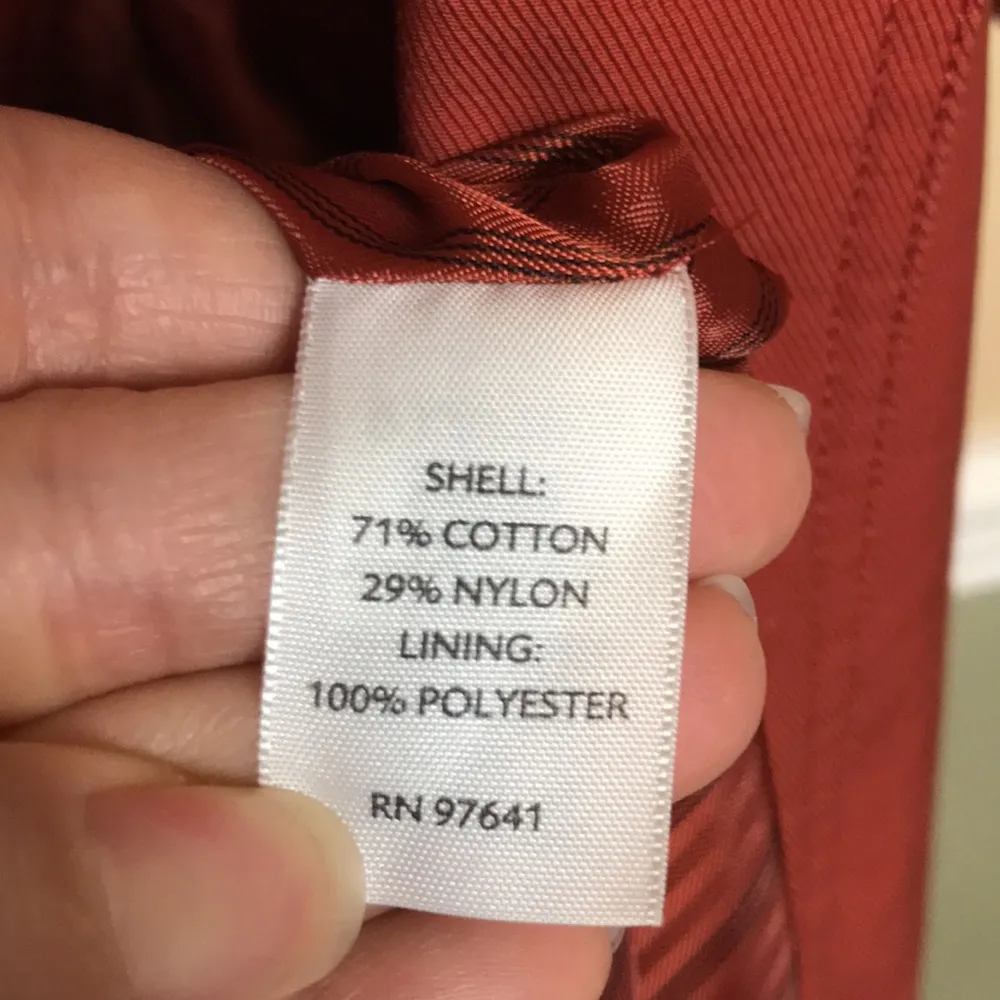 SHELL:
71% COTTON
29% NYLON
LINING:
100% POLYESTER
RN 97641